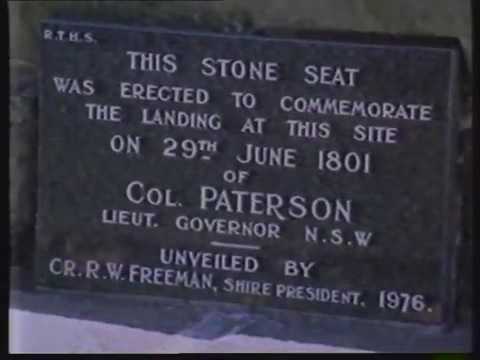 R.T.H.S.
THIS STONE SEAT
WAS ERECTED TO COMMEMORATE
THE LANDING AT THIS SITE
ON 29TH JUNE 1801
OF
COL. PATERSON
LIEUT. GOVERNOR N.S.W
UNVEILED BY
CR. R.W. FREEMAN, SHIRE PRESIDENT. 1976.